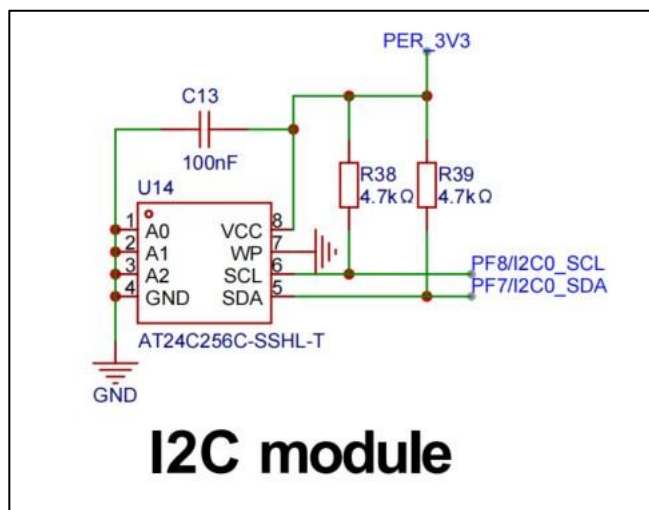 PER_3V3
C13
100nF
R38
4.7kΩ
R39
4.7kΩ
U14
1 A0 VCC 8
2 A1 WP 7
3 A2 SCL 6
4 GND SDA 5
PF8/I2C0_SCL
PF7/I2C0_SDA
AT24C256C-SSHL-T
GND
I2C module